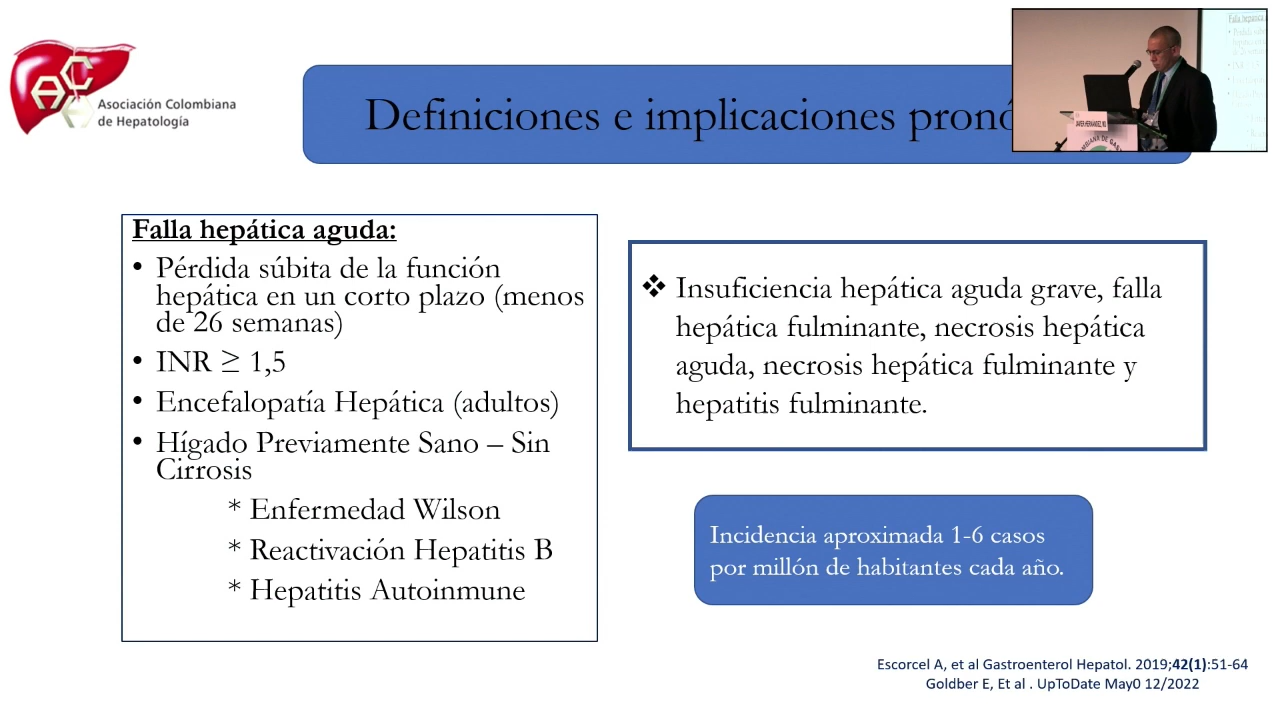 Asociación Colombiana
de Hepatología
Definiciones e implicaciones pronó
JAVIER HERNANDEZ, MD
Falla hepática aguda:
• Pérdida súbita de la función
hepática en un corto plazo (menos
de 26 semanas)
• INR ≥ 1,5
• Encefalopatía Hepática (adultos)
• Hígado Previamente Sano – Sin
Cirrosis
* Enfermedad Wilson
* Reactivación Hepatitis B
* Hepatitis Autoinmune
❖ Insuficiencia hepática aguda grave, falla
hepática fulminante, necrosis hepática
aguda, necrosis hepática fulminante y
hepatitis fulminante.
Incidencia aproximada 1-6 casos
por millón de habitantes cada año.
Escorcel A, et al Gastroenterol Hepatol. 2019;42(1):51-64
Goldber E, Et al . UpToDate May0 12/2022